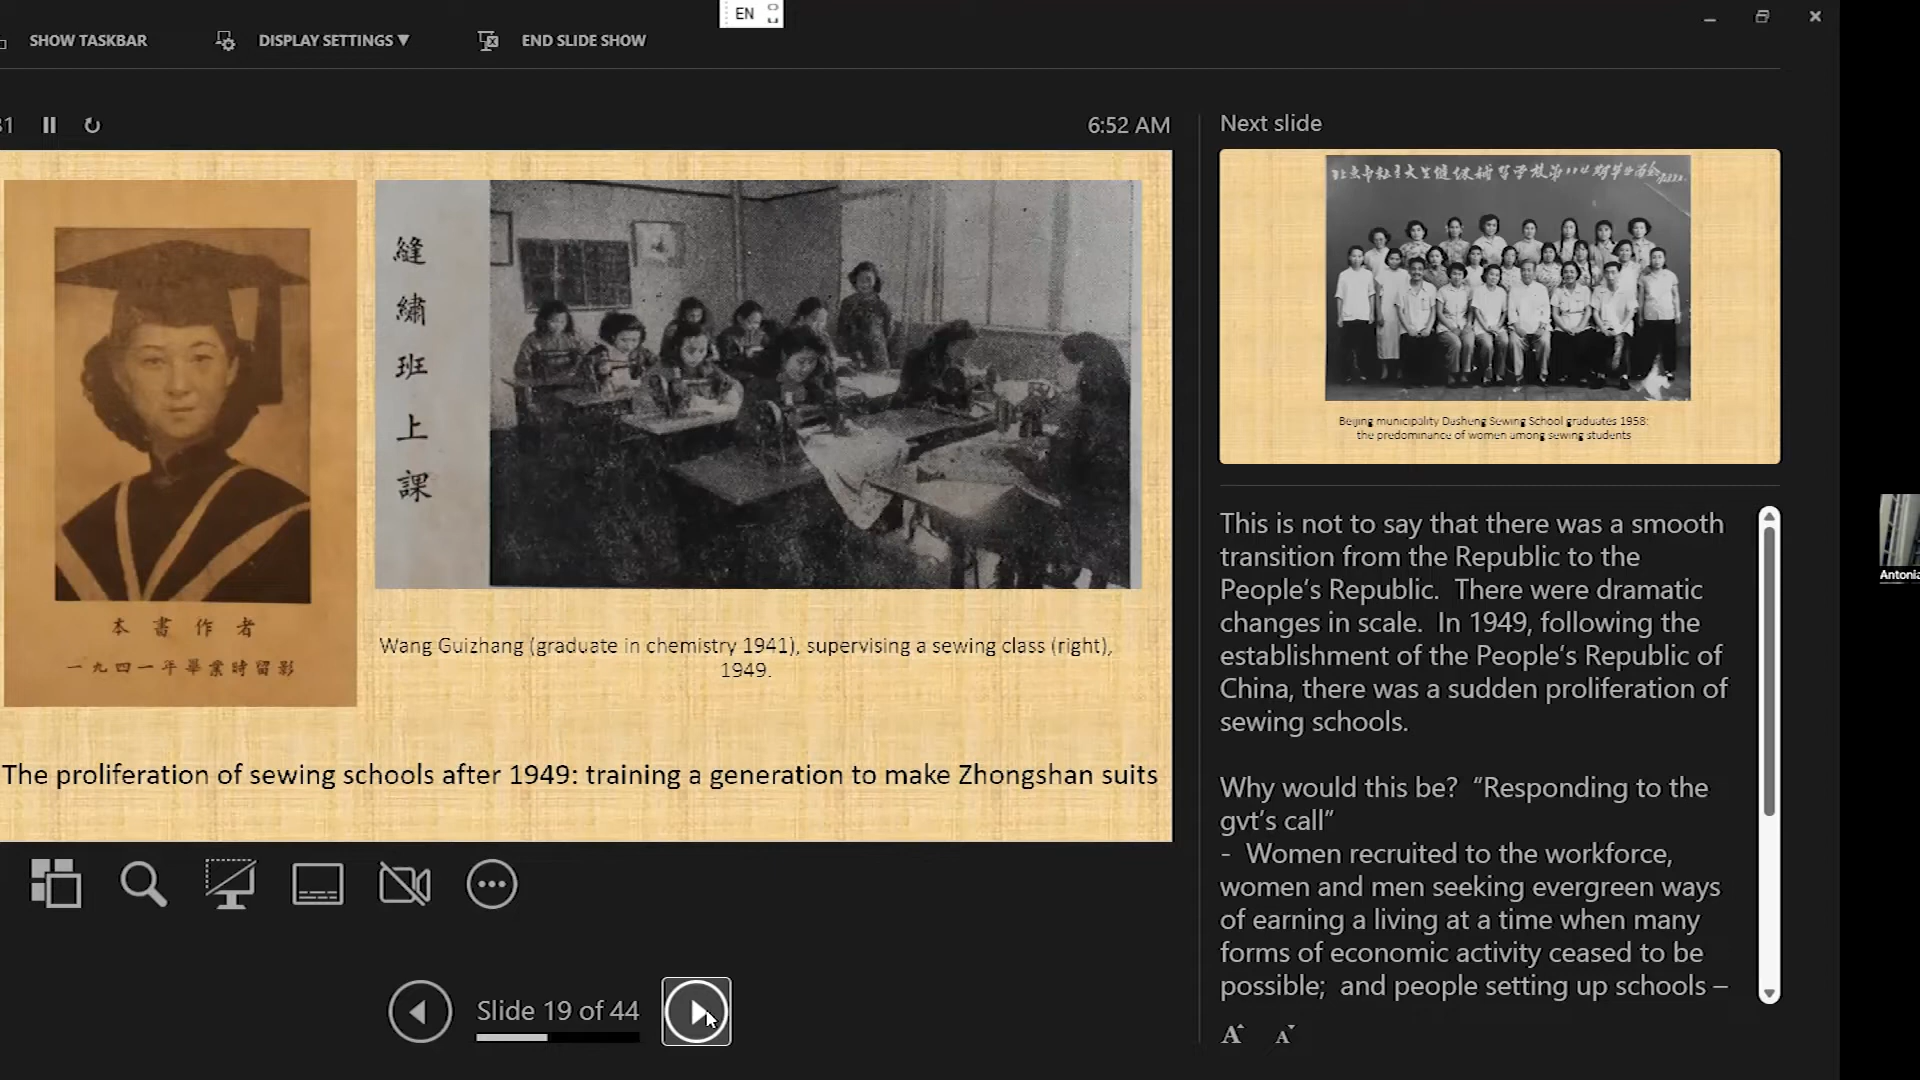 EN
SHOW TASKBAR
DISPLAY SETTINGS ▼
END SLIDE SHOW
31
6:52 AM
Next slide
本書作者
一九四一年畢業時留影
縫繡班上課
Wang Guizhang (graduate in chemistry 1941), supervising a sewing class (right),
1949.
The proliferation of sewing schools after 1949: training a generation to make Zhongshan suits
Beijing municipality Dasheng Sewing School graduates 1958:
the predominance of women among sewing students
This is not to say that there was a smooth
transition from the Republic to the
People's Republic.  There were dramatic
changes in scale.  In 1949, following the
establishment of the People's Republic of
China, there was a sudden proliferation of
sewing schools.
Why would this be?  “Responding to the
gvt's call”
-  Women recruited to the workforce,
women and men seeking evergreen ways
of earning a living at a time when many
forms of economic activity ceased to be
possible;  and people setting up schools –
Slide 19 of 44
A A
Antonia